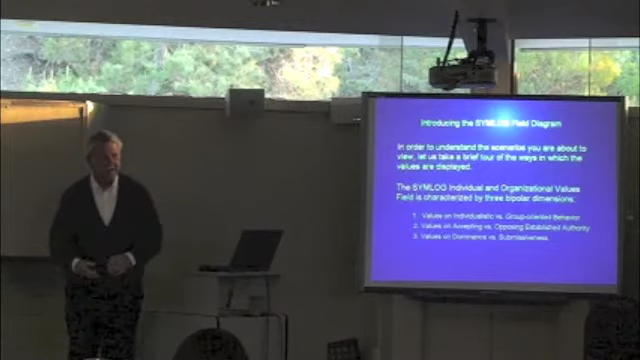 Introducing the SYMLOG Field Diagram
In order to understand the scenarios you are about to
view, let us take a brief tour of the ways in which the
values are displayed.
The SYMLOG Individual and Organizational Values
Field is characterized by three bipolar dimensions:
1. Values on Individualistic vs. Group-oriented Behavior
2. Values on Accepting vs. Opposing Established Authority
3. Values on Dominance vs. Submissiveness.